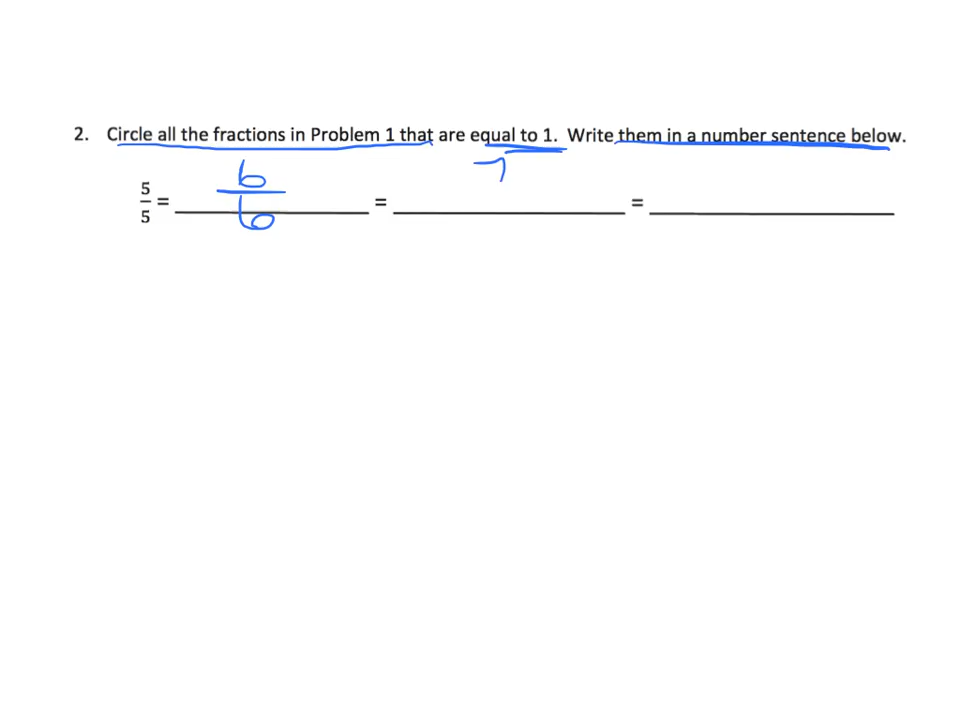 2. Circle all the fractions in Problem 1 that are equal to 1. Write them in a number sentence below.
5/5 = 6/6 = 7 =